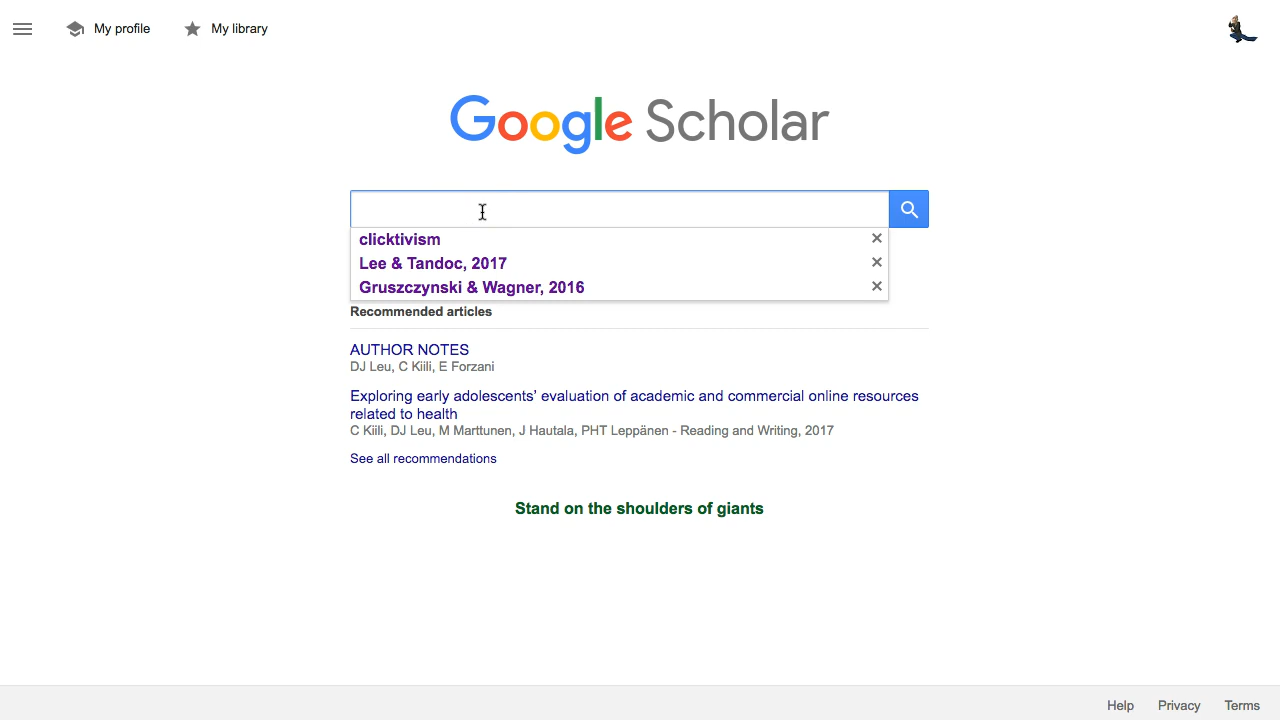 My profile
My library
Google Scholar
clicktivism
Lee & Tandoc, 2017
Gruszczynski & Wagner, 2016
Recommended articles
AUTHOR NOTES
DJ Leu, C Kiili, E Forzani
Exploring early adolescents’ evaluation of academic and commercial online resources
related to health
C Kiili, DJ Leu, M Marttunen, J Hautala, PHT Leppänen - Reading and Writing, 2017
See all recommendations
Stand on the shoulders of giants
Help
Privacy
Terms